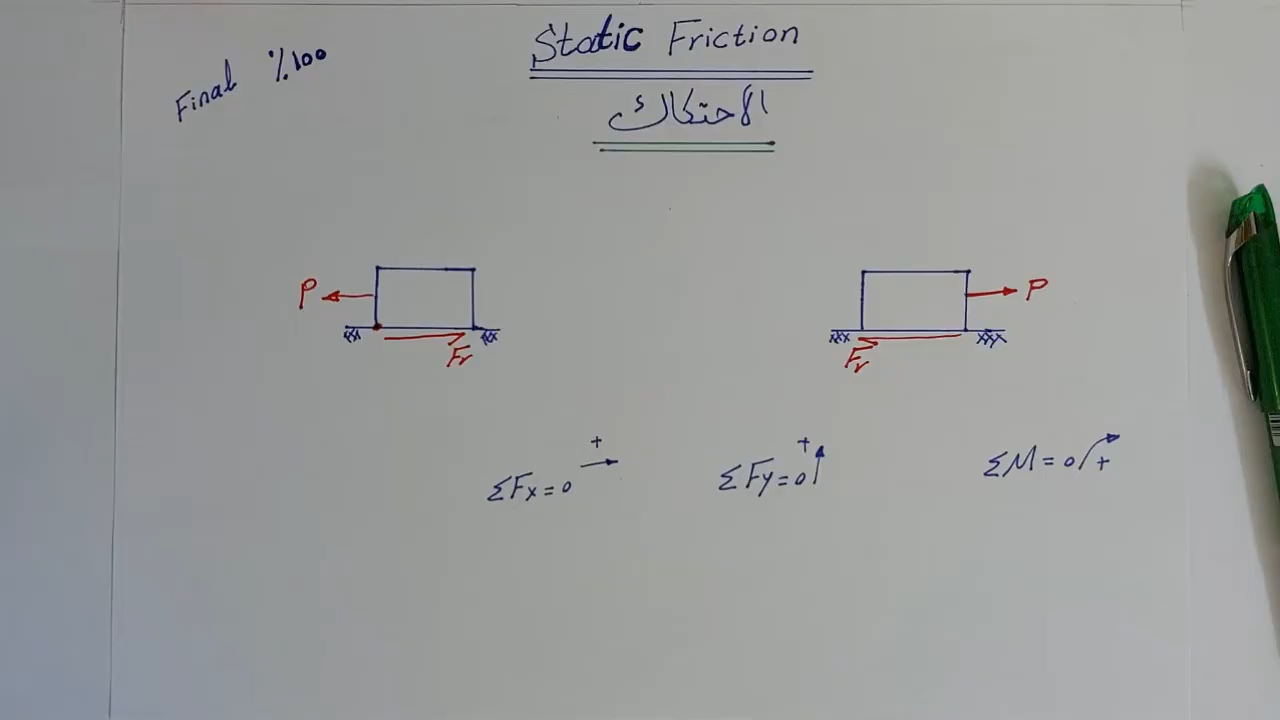 Static Friction
Final %100
الاحتكاك
P
Fr
P
Fr
+
ΣFx=0
+
ΣFy=0
ΣM=0 +